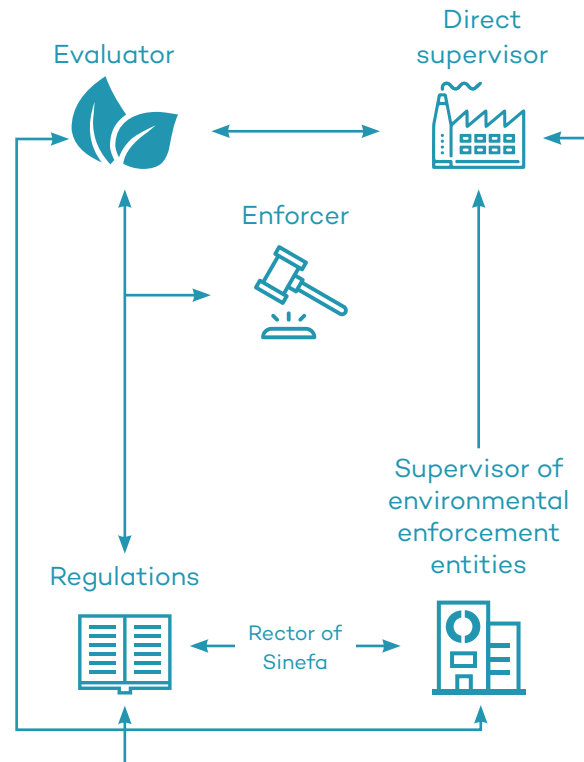 Evaluator
Direct
supervisor
Enforcer
Supervisor of
environmental
enforcement
entities
Regulations
Rector of
Sinefa